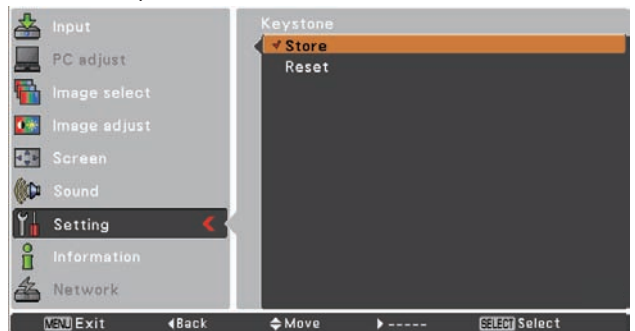 Input
PC adjust
Image select
Image adjust
Screen
Sound
Setting
Information
Network
Keystone
✓ Store
Reset
MENU Exit ◀Back Move ▶ ----- SELECT Select